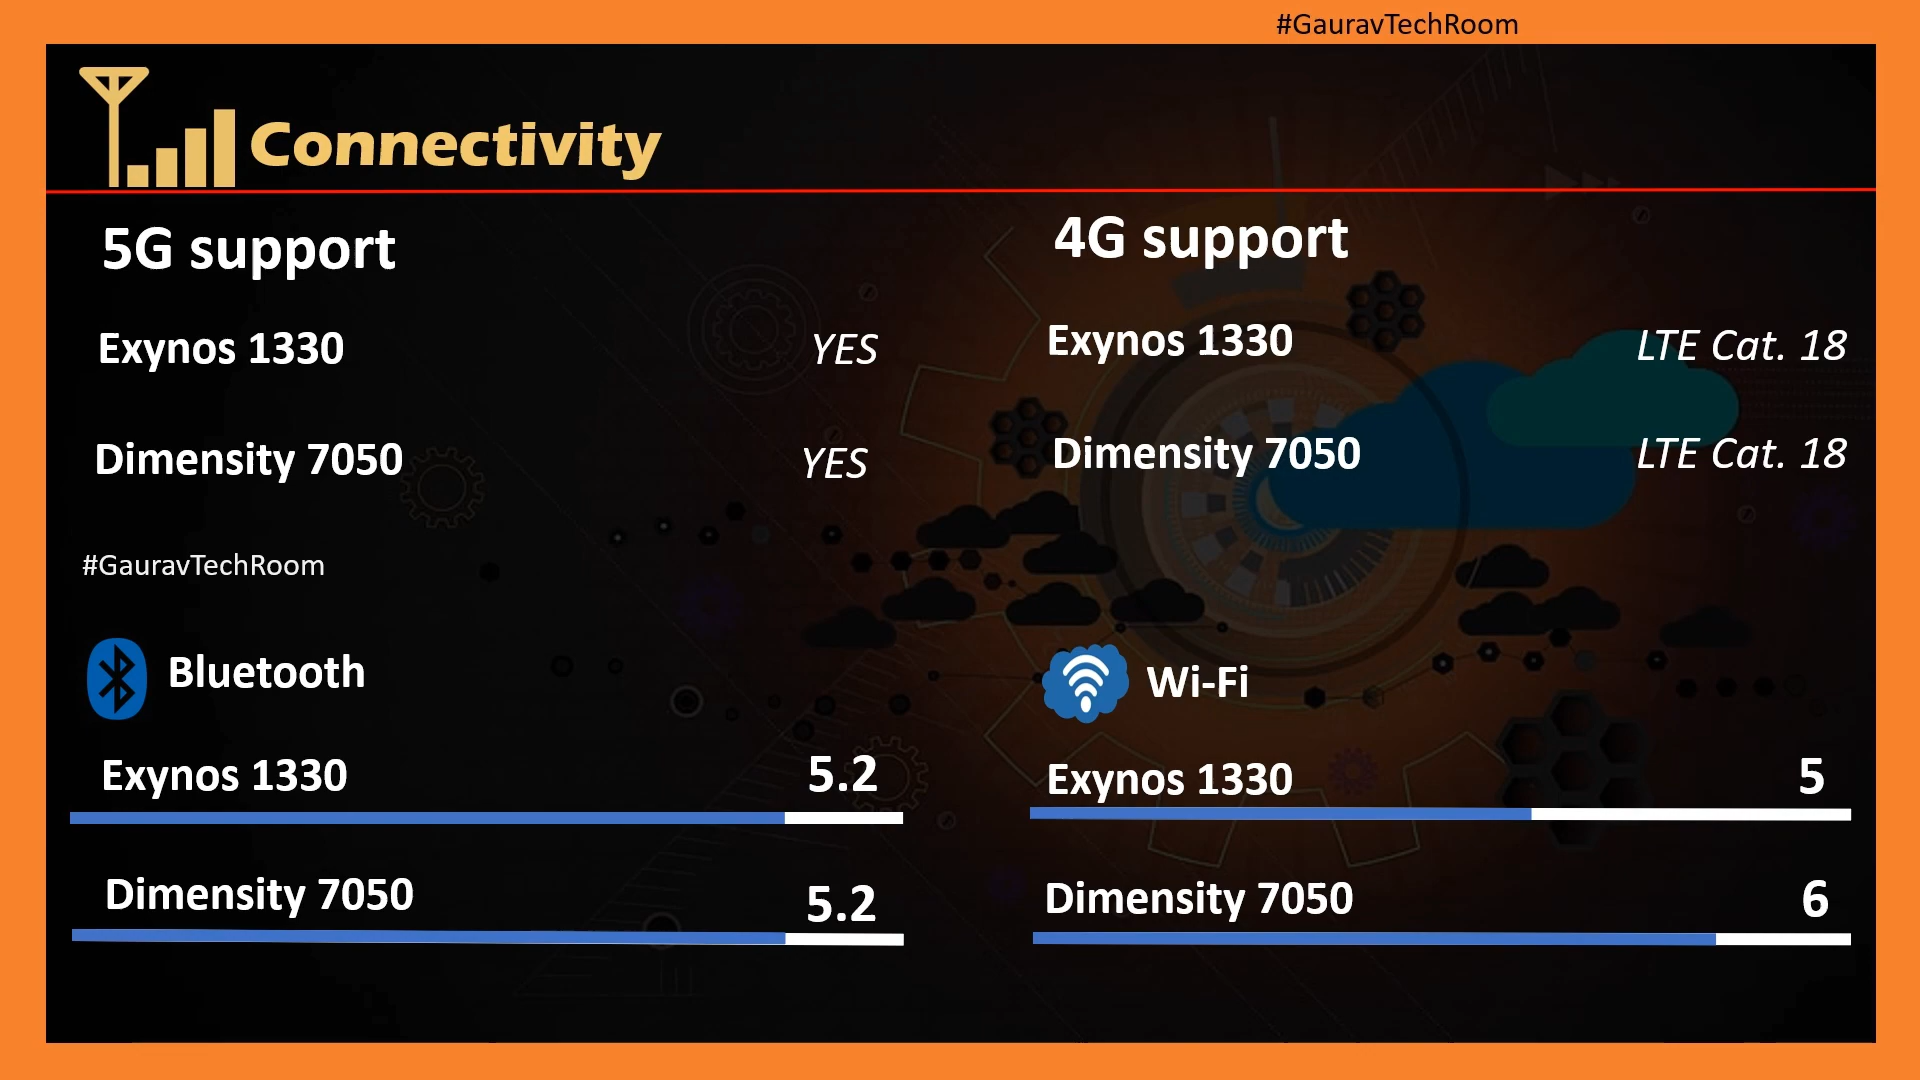 #GauravTechRoom
Connectivity
5G support
Exynos 1330 YES
Dimensity 7050 YES
4G support
Exynos 1330 LTE Cat. 18
Dimensity 7050 LTE Cat. 18
#GauravTechRoom
Bluetooth
Exynos 1330 5.2
Dimensity 7050 5.2
Wi-Fi
Exynos 1330 5
Dimensity 7050 6